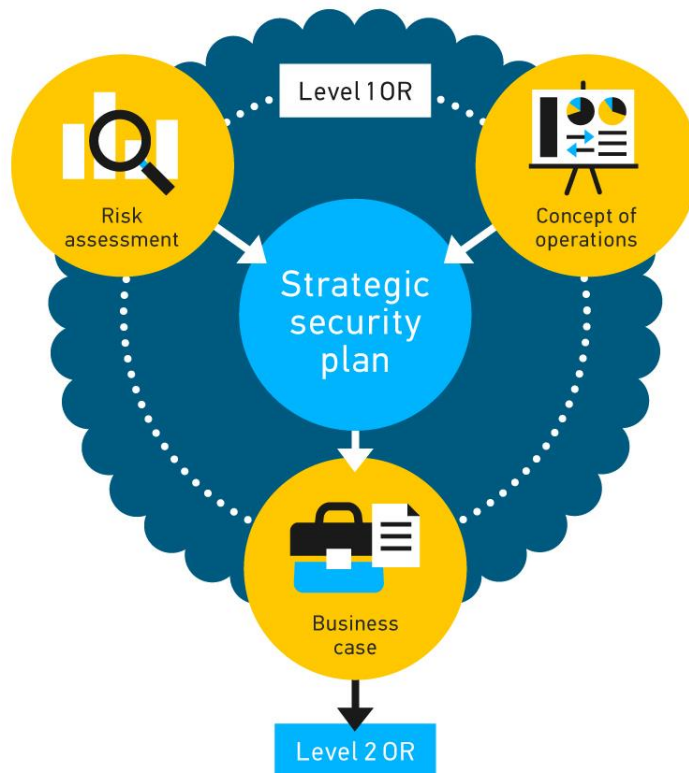 Level 1 OR
Risk
assessment
Concept of
operations
Strategic
security
plan
Business
case
Level 2 OR